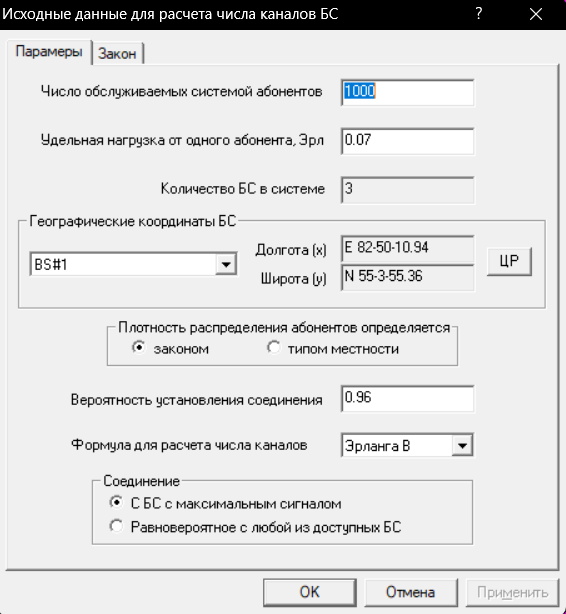 Исходные данные для расчета числа каналов БС ?
Парамеры Закон
Число обслуживаемых системой абонентов 1000
Удельная нагрузка от одного абонента, Эрл 0.07
Количество БС в системе 3
Географические координаты БС
BS#1 Долгота (x) E 82-50-10.94 ЦР
Широта (y) N 55-3-55.36
Плотность распределения абонентов определяется
законом типом местности
Вероятность установления соединения 0.96
Формула для расчета числа каналов Эрланга B
Соединение
С БС с максимальным сигналом
Равновероятное с любой из доступных БС
OK Отмена Применить